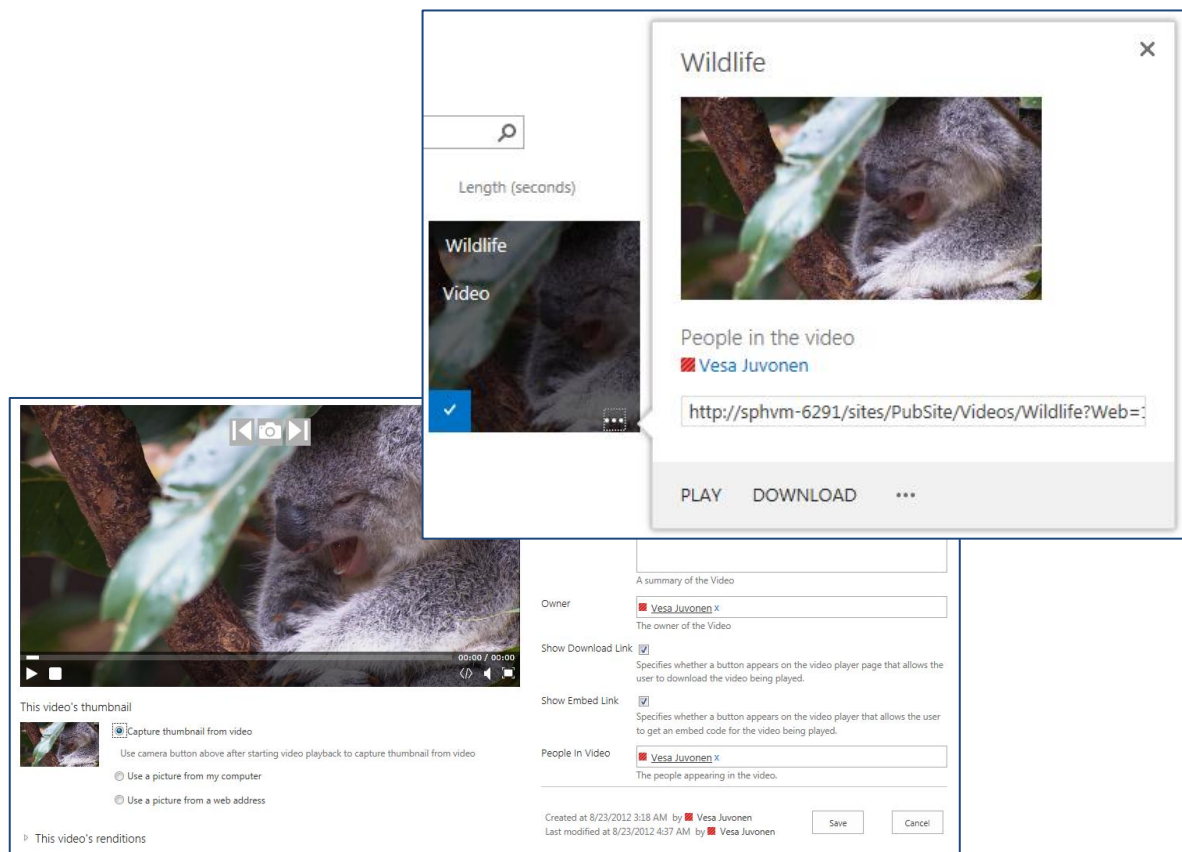 Wildlife
Length (seconds)
Wildlife
Video
People in the video
Vesa Juvonen
http://sphvm-6291/sites/PubSite/Videos/Wildlife?Web=
PLAY DOWNLOAD •••
00:00 / 00:00
This video's thumbnail
Capture thumbnail from video
Use camera button above after starting video playback to capture thumbnail from video
Use a picture from my computer
Use a picture from a web address
This video's renditions
A summary of the Video
Owner
Vesa Juvonen x
The owner of the Video
Show Download Link
Specifies whether a button appears on the video player page that allows the
user to download the video being played.
Show Embed Link
Specifies whether a button appears on the video player that allows the user
to get an embed code for the video being played.
People In Video
Vesa Juvonen x
The people appearing in the video.
Created at 8/23/2012 3:18 AM by Vesa Juvonen
Last modified at 8/23/2012 4:37 AM by Vesa Juvonen
Save
Cancel